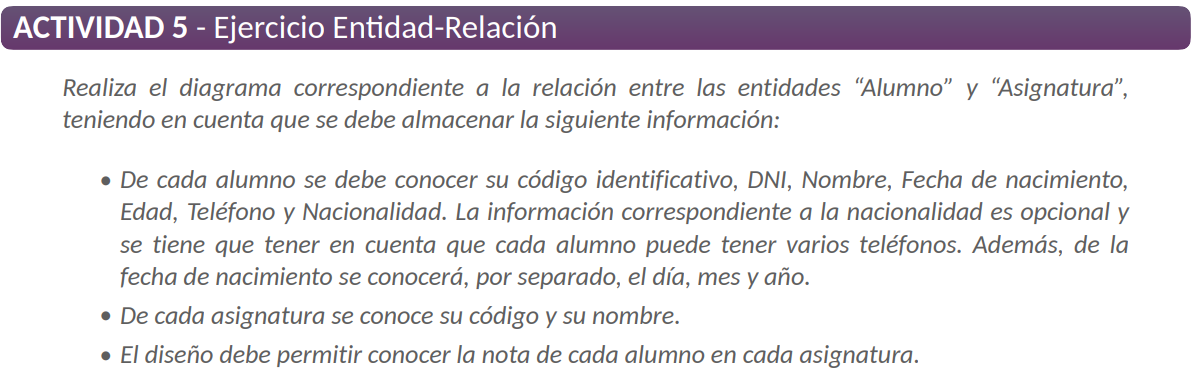 ACTIVIDAD 5 - Ejercicio Entidad-Relación
Realiza el diagrama correspondiente a la relación entre las entidades “Alumno” y “Asignatura”,
teniendo en cuenta que se debe almacenar la siguiente información:
• De cada alumno se debe conocer su código identificativo, DNI, Nombre, Fecha de nacimiento,
Edad, Teléfono y Nacionalidad. La información correspondiente a la nacionalidad es opcional y
se tiene que tener en cuenta que cada alumno puede tener varios teléfonos. Además, de la
fecha de nacimiento se conocerá, por separado, el día, mes y año.
• De cada asignatura se conoce su código y su nombre.
• El diseño debe permitir conocer la nota de cada alumno en cada asignatura.